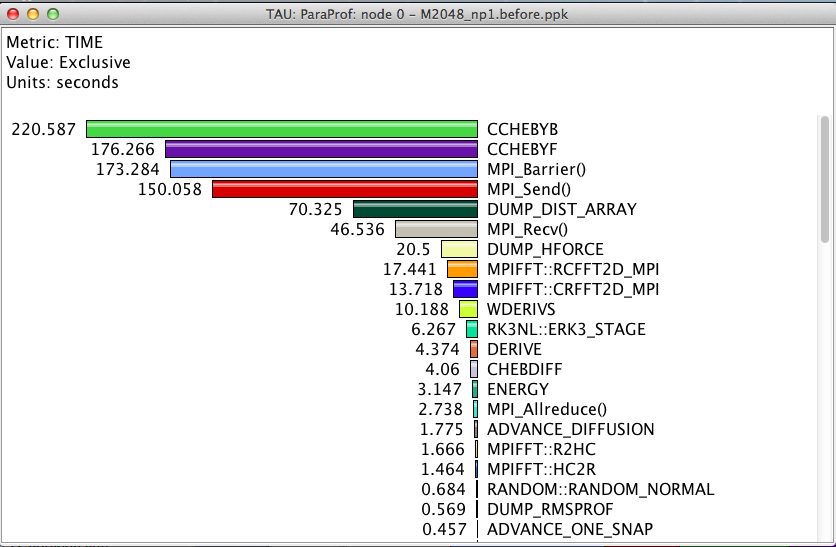 TAU: ParaProf: node 0 - M2048_np1.before.ppk
Metric: TIME
Value: Exclusive
Units: seconds
220.587 CCHEBYB
176.266 CCHEBYF
173.284 MPI_Barrier()
150.058 MPI_Send()
70.325 DUMP_DIST_ARRAY
46.536 MPI_Recv()
20.5 DUMP_HFORCE
17.441 MPIFFT::RCFFT2D_MPI
13.718 MPIFFT::CRFFT2D_MPI
10.188 WDERIVS
6.267 RK3NL::ERK3_STAGE
4.374 DERIVE
4.06 CHEBDIFF
3.147 ENERGY
2.738 MPI_Allreduce()
1.775 ADVANCE_DIFFUSION
1.666 MPIFFT::R2HC
1.464 MPIFFT::HC2R
0.684 RANDOM::RANDOM_NORMAL
0.569 DUMP_RMSPROF
0.457 ADVANCE_ONE_SNAP